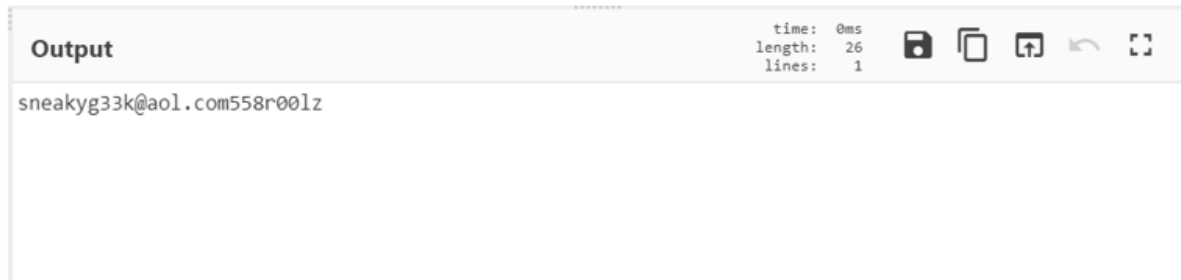 Output
time: 0ms
length: 26
lines: 1
sneakyg33k@aol.com558r00lz